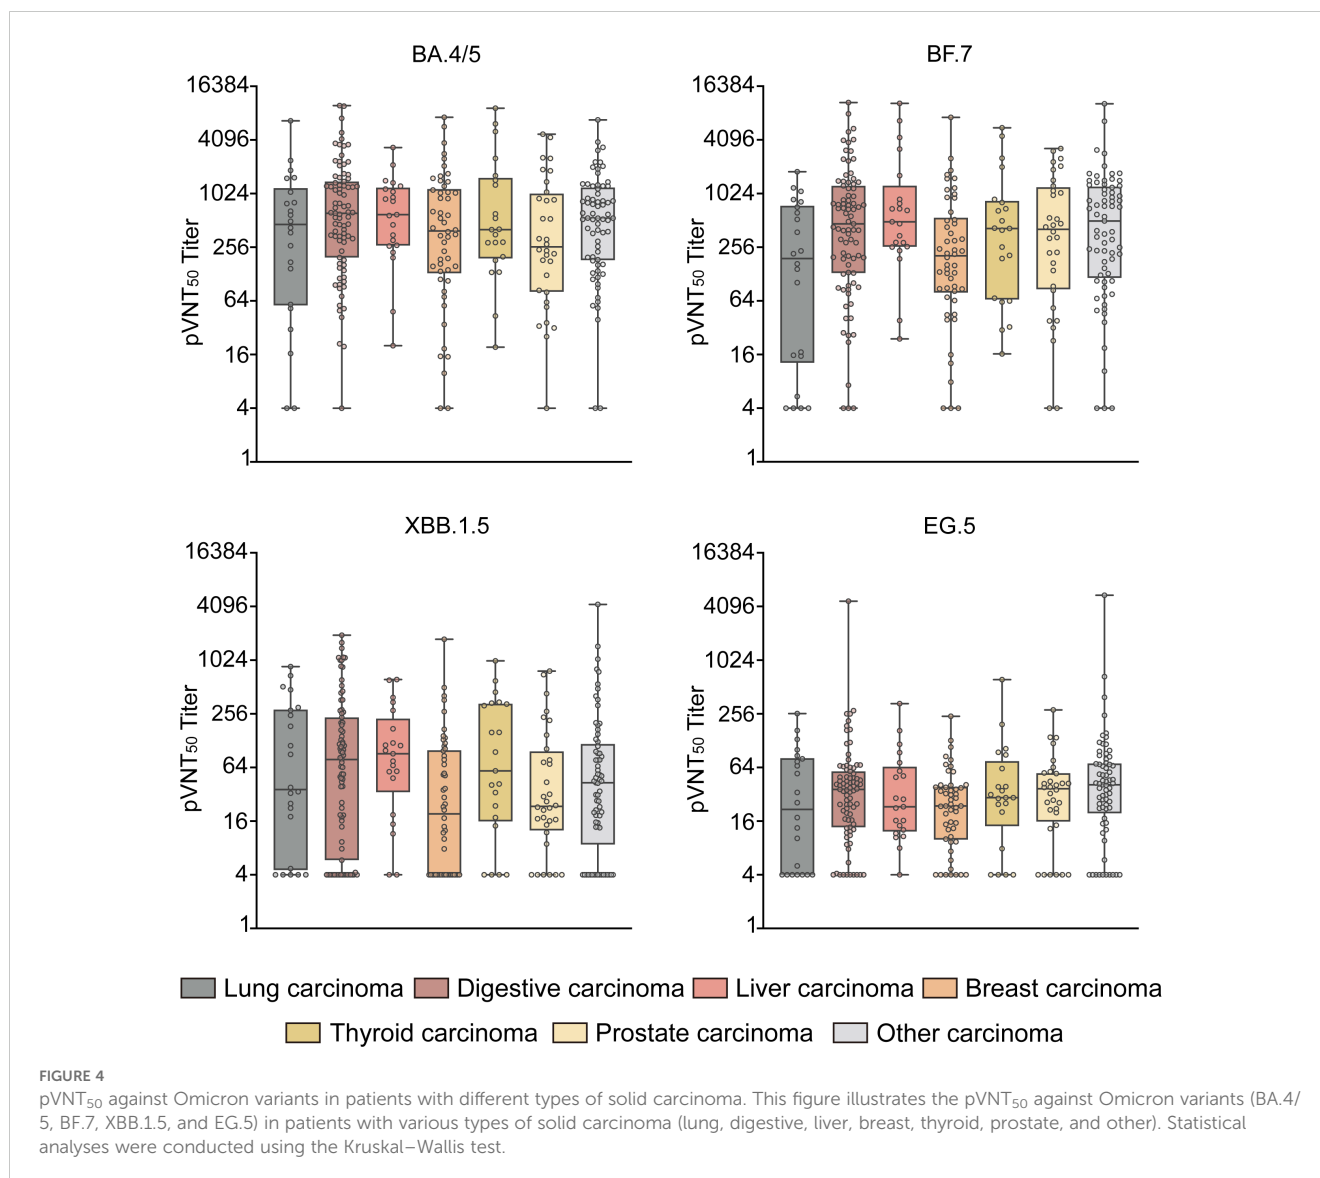 BA.4/5
16384
4096
1024
256
64
16
4
1
pVNT50 Titer
BF.7
16384
4096
1024
256
64
16
4
1
pVNT50 Titer
XBB.1.5
16384
4096
1024
256
64
16
4
1
pVNT50 Titer
EG.5
16384
4096
1024
256
64
16
4
1
pVNT50 Titer
Lung carcinoma Digestive carcinoma Liver carcinoma Breast carcinoma
Thyroid carcinoma Prostate carcinoma Other carcinoma
FIGURE 4
pVNT50 against Omicron variants in patients with different types of solid carcinoma. This figure illustrates the pVNT50 against Omicron variants (BA.4/
5, BF.7, XBB.1.5, and EG.5) in patients with various types of solid carcinoma (lung, digestive, liver, breast, thyroid, prostate, and other). Statistical
analyses were conducted using the Kruskal–Wallis test.